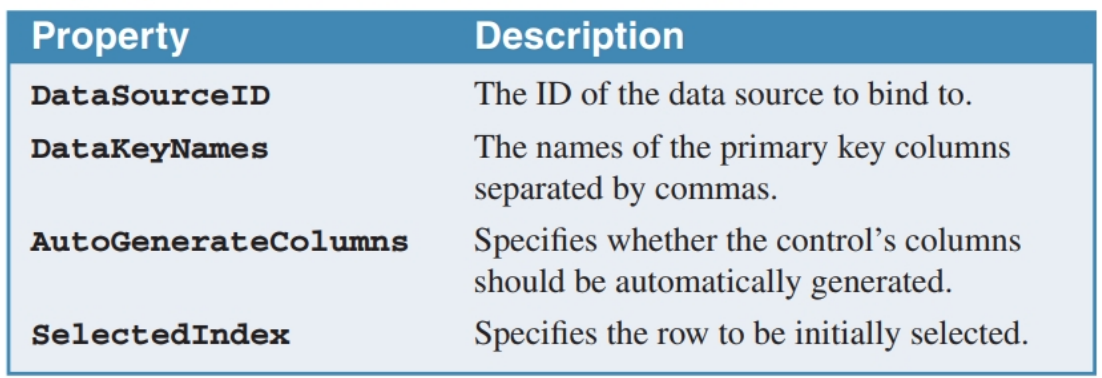 Property Description
DataSourceID The ID of the data source to bind to.
DataKeyNames The names of the primary key columns
separated by commas.
AutoGenerateColumns Specifies whether the control’s columns
should be automatically generated.
SelectedIndex Specifies the row to be initially selected.